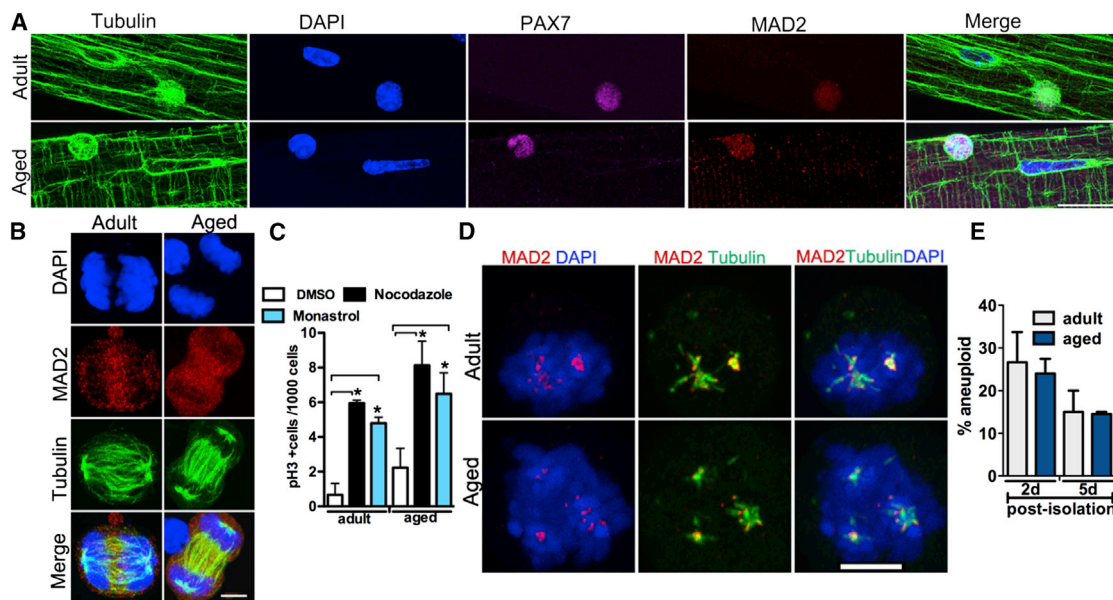 A
Tubulin DAPI PAX7 MAD2 Merge
Adult
Aged
B
Adult Aged
DAPI
MAD2
Tubulin
Merge
C
DMSO Nocodazole
Monastrol
pH3 +cells /1000 cells
10
8
6
4
2
0
* * * *
adult aged
D
MAD2 DAPI MAD2 Tubulin MAD2TubulinDAPI
Adult
Aged
E
adult
aged
% aneuploid
40
30
20
10
0
2d 5d
post-isolation